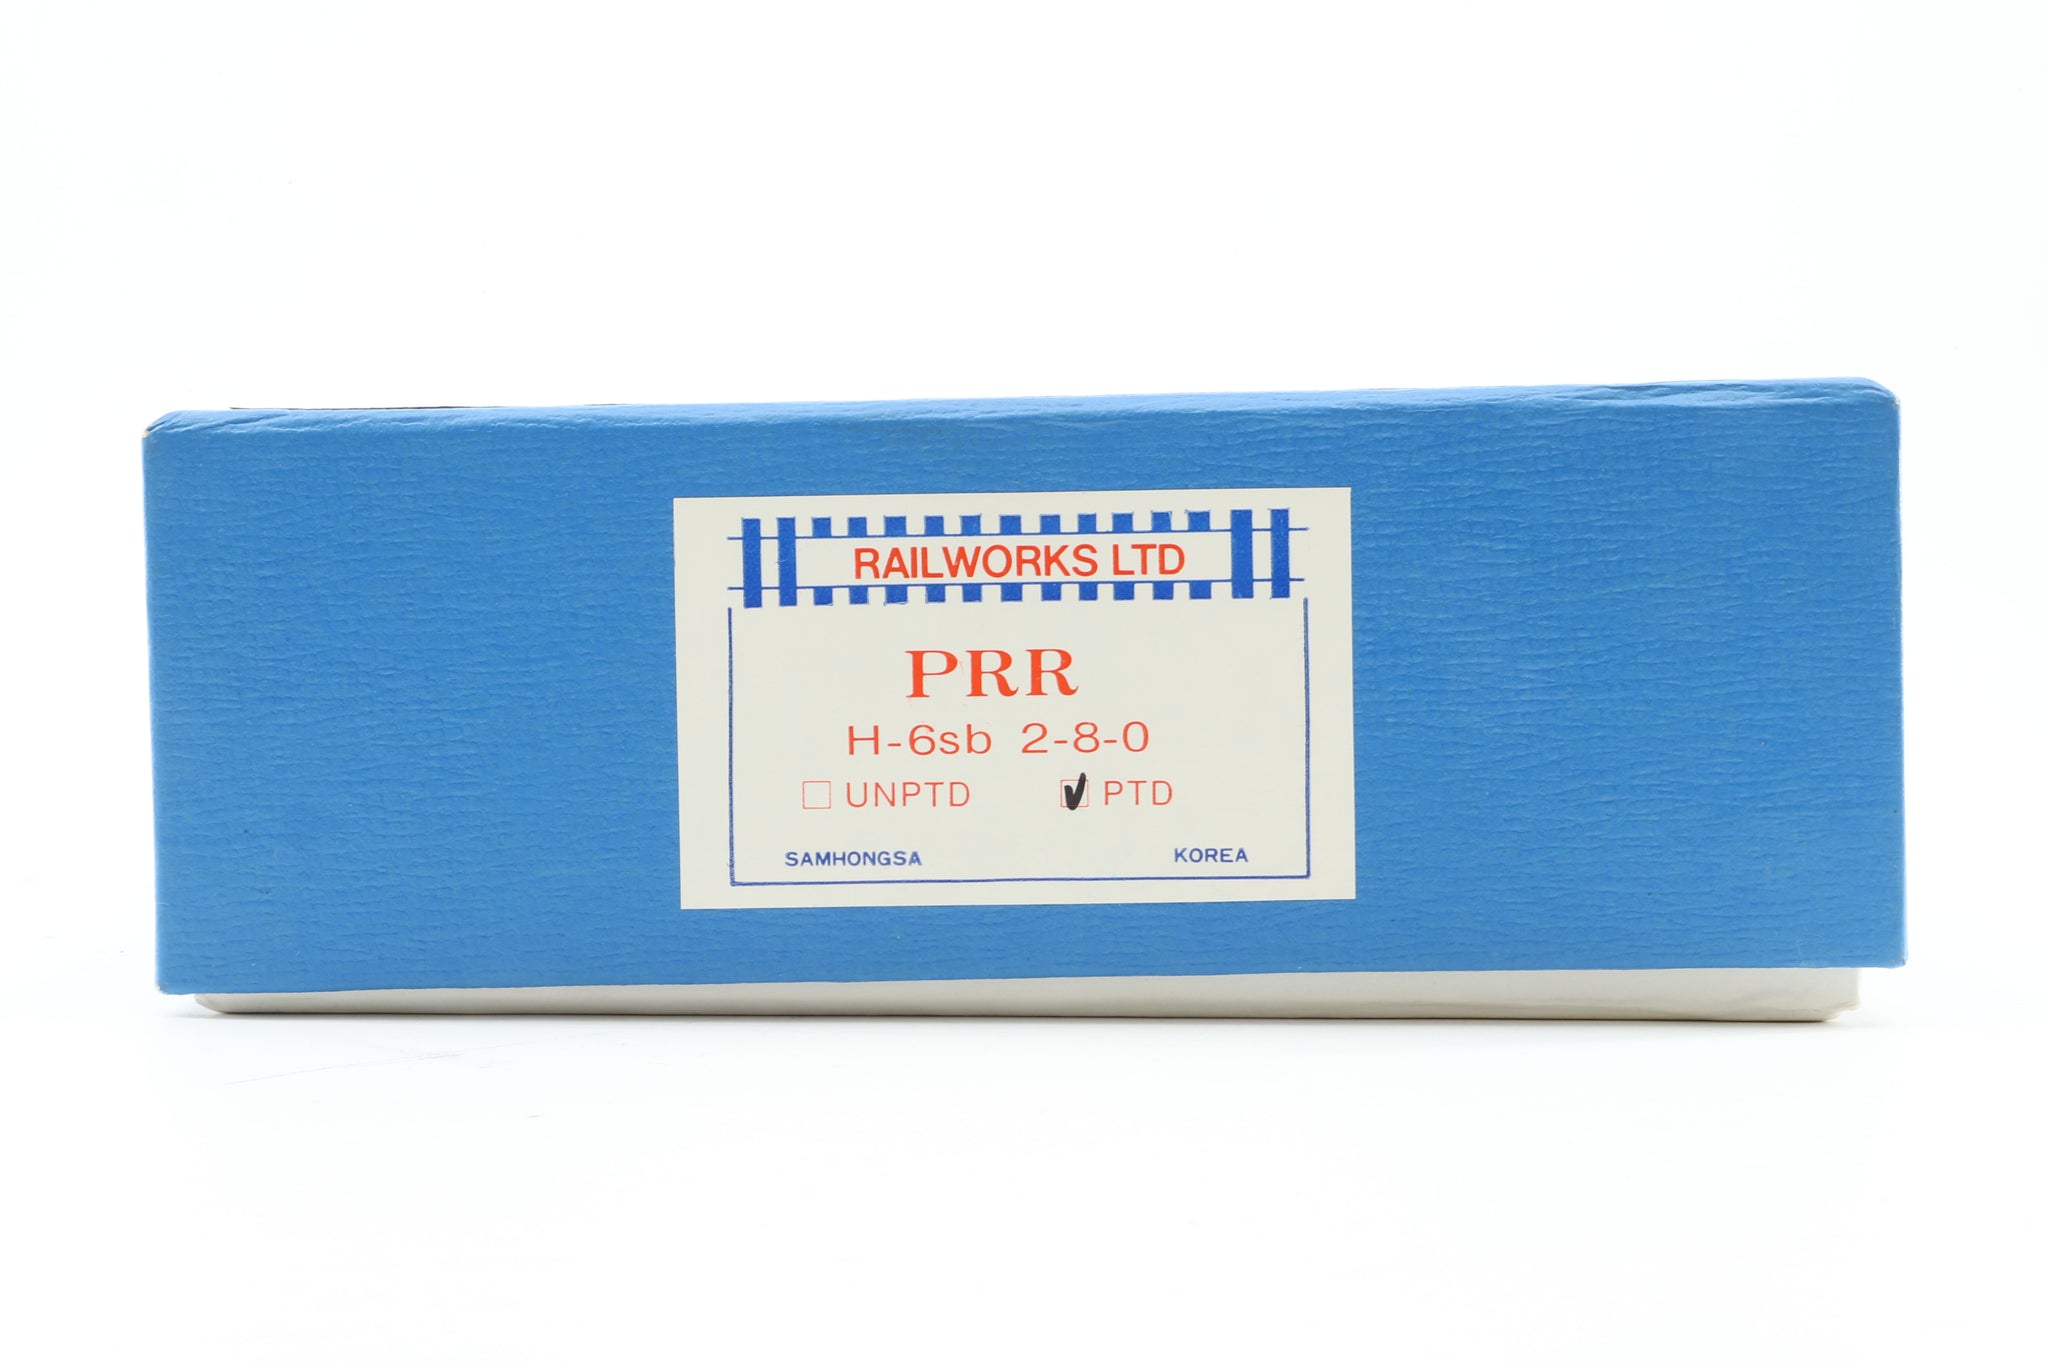 RAILWORKS LTD
PRR
H-6sb 2-8-0
☐ UNPTD ☑ PTD
SAMHONGSA KOREA